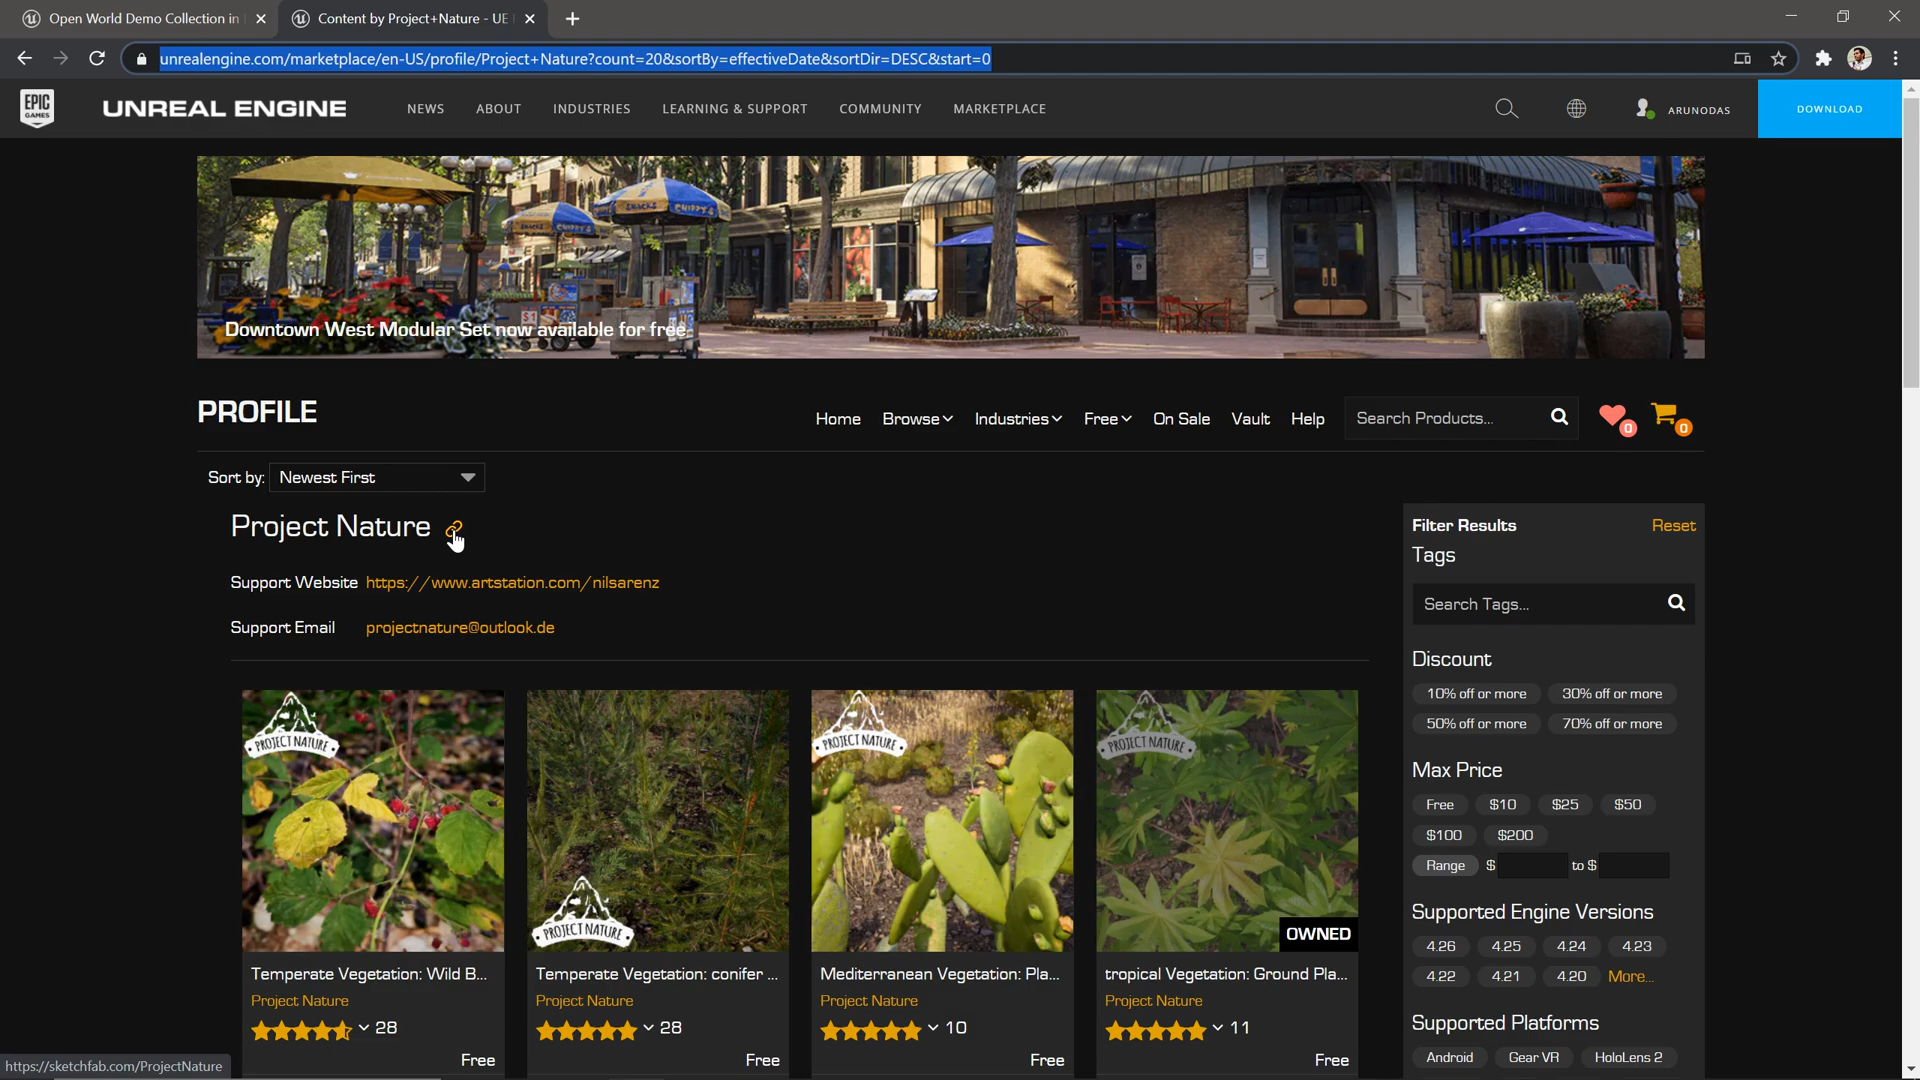 Open World Demo Collection in
Content by Project+Nature - UE
unrealengine.com/marketplace/en-US/profile/Project+Nature?count=20&sortBy=effectiveDate&sortDir=DESC&start=0
EPIC GAMES
UNREAL ENGINE
NEWS ABOUT INDUSTRIES LEARNING & SUPPORT COMMUNITY MARKETPLACE
ARUNODAS
DOWNLOAD
SNACKS CHIPPY'S
$1
Downtown West Modular Set now available for free.
PROFILE
Home Browse Industries Free On Sale Vault Help
Search Products...
0
0
Sort by: Newest First
Project Nature
Support Website https://www.artstation.com/nilsarenz
Support Email projectnature@outlook.de
PROJECT NATURE
PROJECT NATURE
PROJECT NATURE
PROJECT NATURE
OWNED
Temperate Vegetation: Wild B...
Project Nature
28
Free
Temperate Vegetation: conifer ...
Project Nature
28
Free
Mediterranean Vegetation: Pla...
Project Nature
10
Free
tropical Vegetation: Ground Pla...
Project Nature
11
Free
Filter Results Reset
Tags
Search Tags...
Discount
10% off or more 30% off or more
50% off or more 70% off or more
Max Price
Free $10 $25 $50
$100 $200
Range $ to $
Supported Engine Versions
4.26 4.25 4.24 4.23
4.22 4.21 4.20 More...
Supported Platforms
Android Gear VR HoloLens 2
https://sketchfab.com/ProjectNature